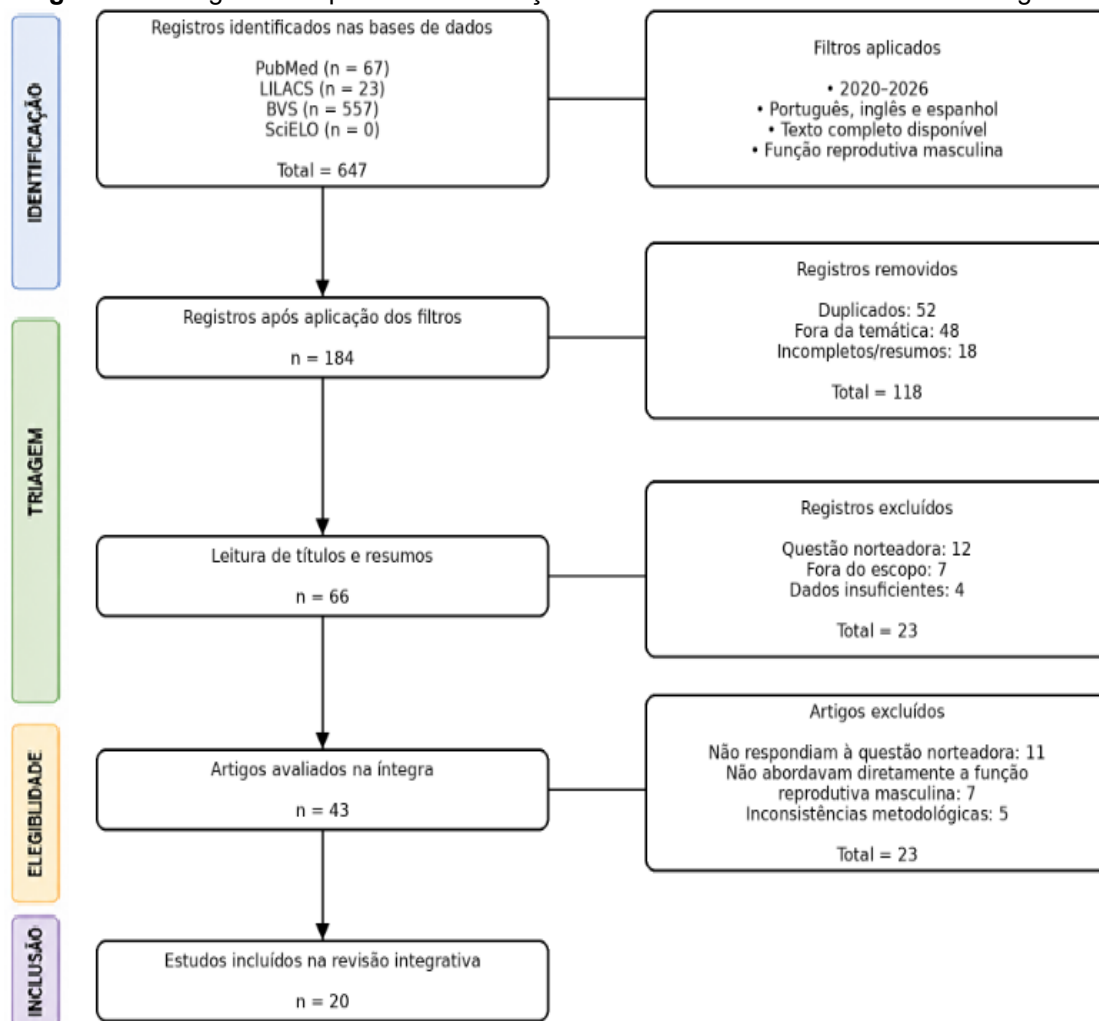 IDENTIFICAÇÃO
Registros identificados nas bases de dados
PubMed (n = 67)
LILACS (n = 23)
BVS (n = 557)
SciELO (n = 0)
Total = 647
Filtros aplicados
• 2020–2026
• Português, inglês e espanhol
• Texto completo disponível
• Função reprodutiva masculina
TRIAGEM
Registros após aplicação dos filtros
n = 184
Registros removidos
Duplicados: 52
Fora da temática: 48
Incompletos/resumos: 18
Total = 118
Leitura de títulos e resumos
n = 66
Registros excluídos
Questão norteadora: 12
Fora do escopo: 7
Dados insuficientes: 4
Total = 23
ELEGIBLIDADE
Artigos avaliados na íntegra
n = 43
Artigos excluídos
Não respondiam à questão norteadora: 11
Não abordavam diretamente a função
reprodutiva masculina: 7
Inconsistências metodológicas: 5
Total = 23
INCLUSÃO
Estudos incluídos na revisão integrativa
n = 20